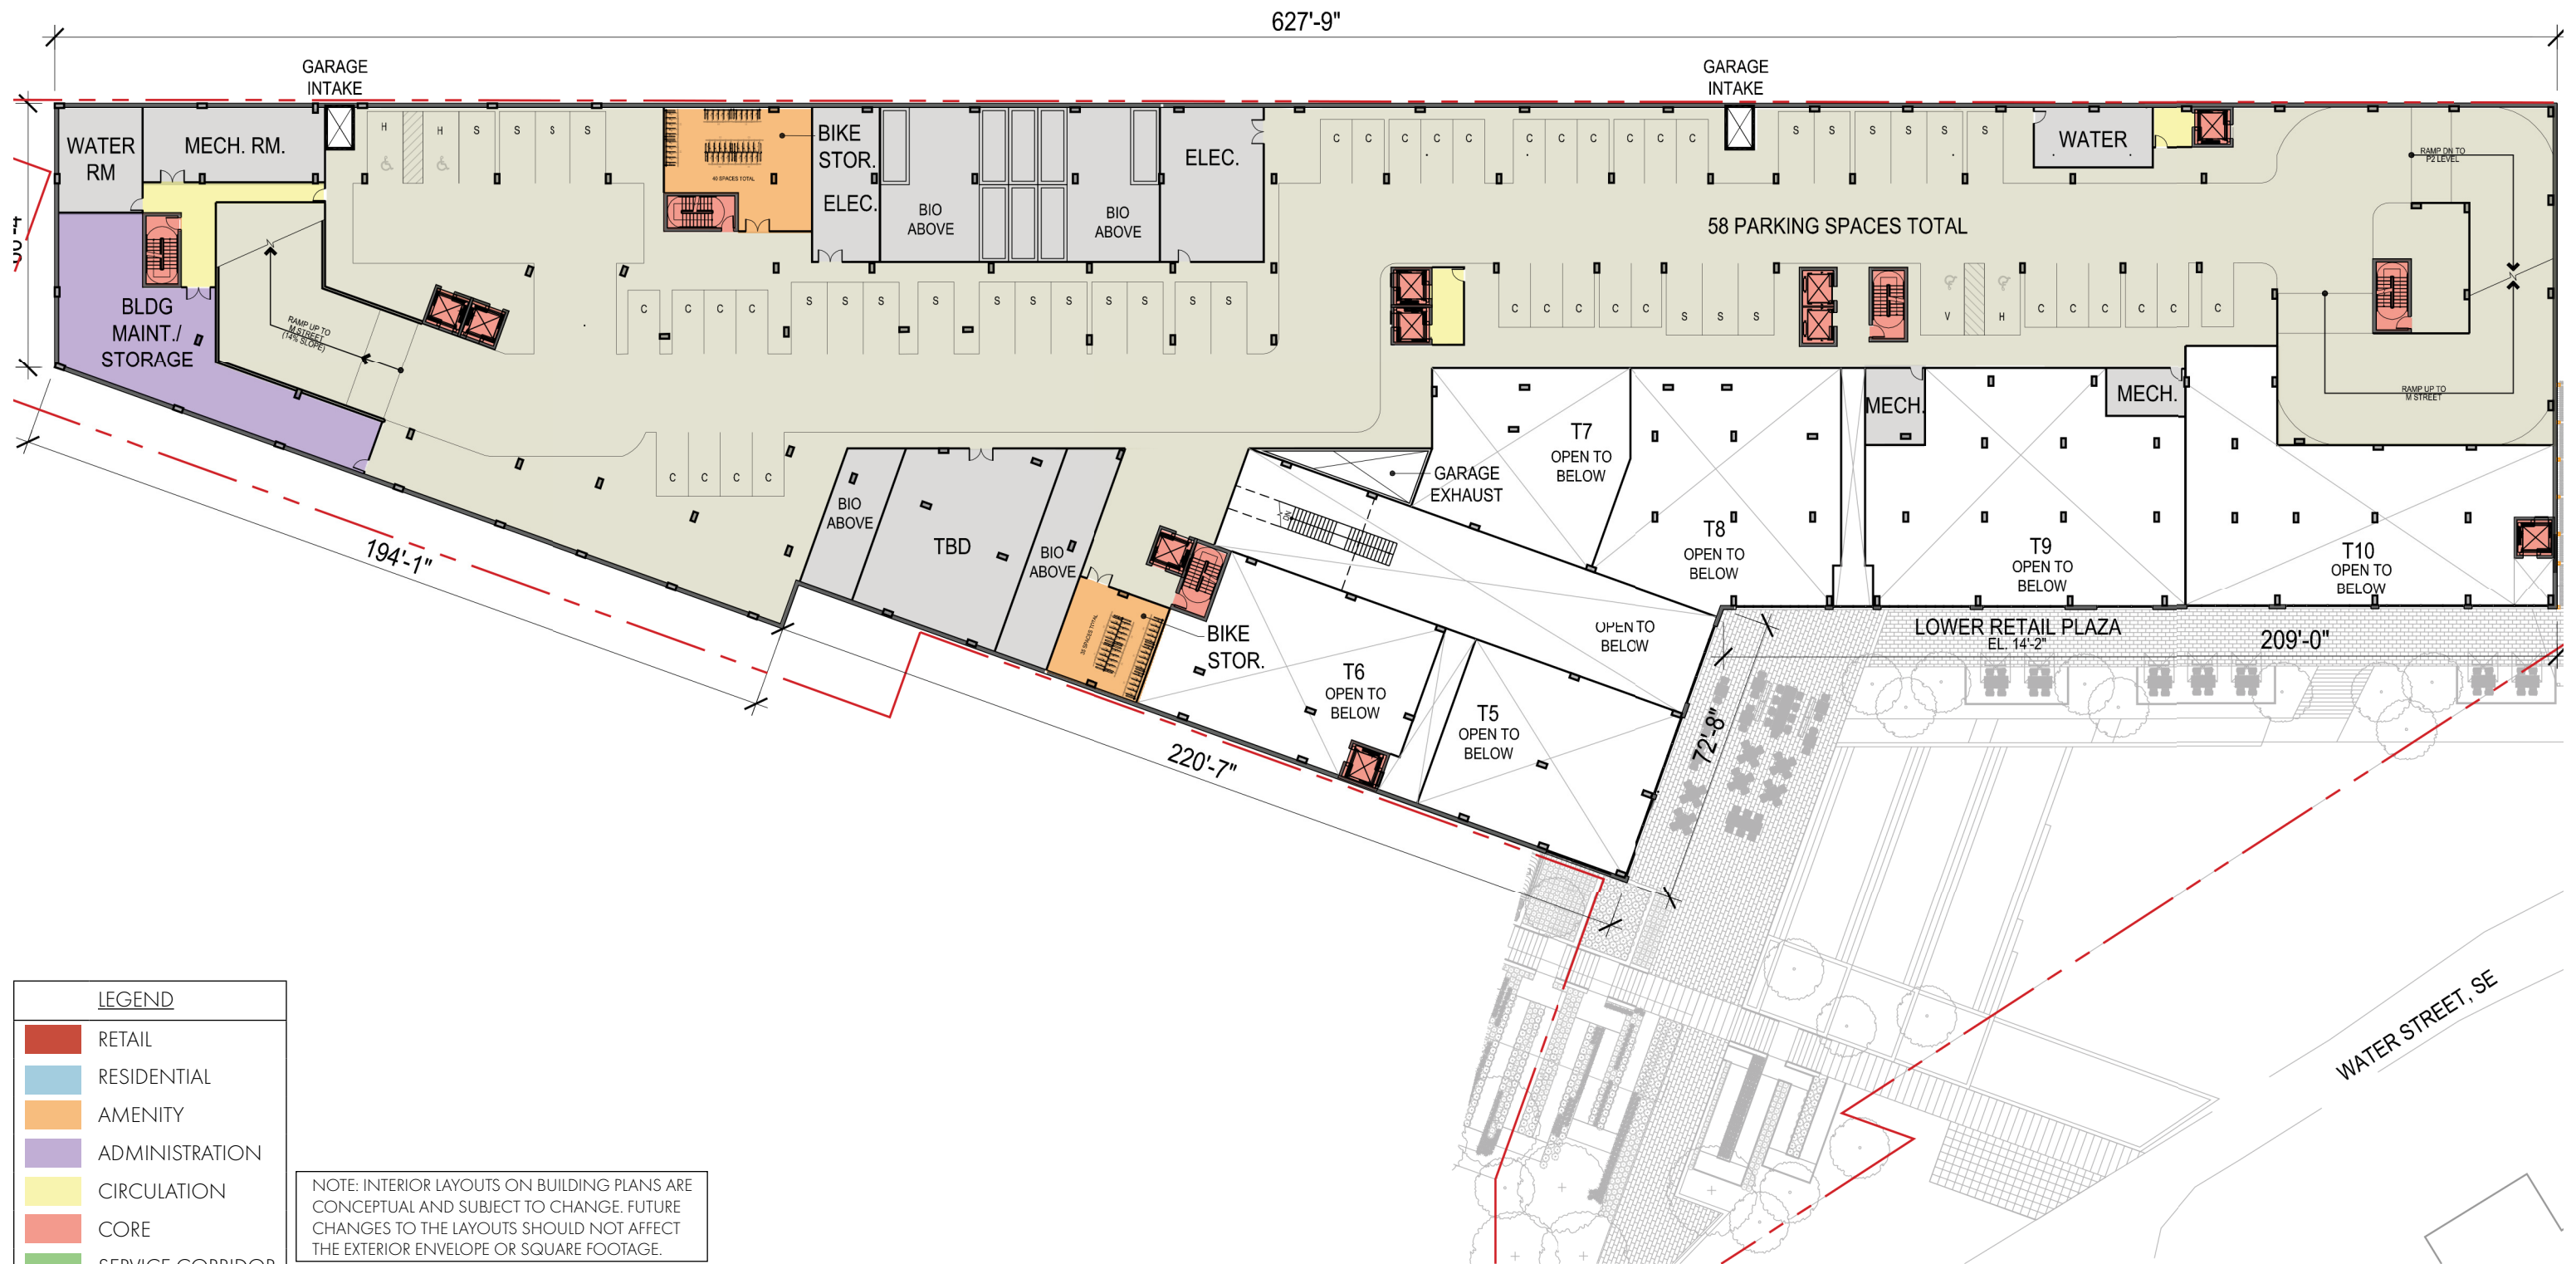 627'-9"
GARAGE
INTAKE
GARAGE
INTAKE
WATER
RM
MECH. RM.
H
H
S
S
S
S
BIKE
STOR.
40 SPACES TOTAL
ELEC.
BIO
ABOVE
BIO
ABOVE
ELEC.
C
C
C
C
C
C
C
C
C
C
C
S
S
S
S
S
S
WATER
RAMP DN TO
P2 LEVEL
58 PARKING SPACES TOTAL
BLDG
MAINT./
STORAGE
RAMP UP TO
M STREET
(14% SLOPE)
C
C
C
C
S
S
S
S
S
S
S
S
S
S
S
C
C
C
C
C
S
S
S
V
H
C
C
C
C
C
C
RAMP UP TO
M STREET
MECH.
MECH.
T7
OPEN TO
BELOW
GARAGE
EXHAUST
C
C
C
C
BIO
ABOVE
TBD
BIO
ABOVE
DN
T8
OPEN TO
BELOW
T9
OPEN TO
BELOW
T10
OPEN TO
BELOW
194'-1"
BIKE
STOR.
OPEN TO
BELOW
LOWER RETAIL PLAZA
EL. 14'-2"
209'-0"
T6
OPEN TO
BELOW
T5
OPEN TO
BELOW
72'-8"
220'-7"
WATER STREET, SE
LEGEND
RETAIL
RESIDENTIAL
AMENITY
ADMINISTRATION
CIRCULATION
CORE
SERVICE CORRIDOR
NOTE: INTERIOR LAYOUTS ON BUILDING PLANS ARE
CONCEPTUAL AND SUBJECT TO CHANGE. FUTURE
CHANGES TO THE LAYOUTS SHOULD NOT AFFECT
THE EXTERIOR ENVELOPE OR SQUARE FOOTAGE.